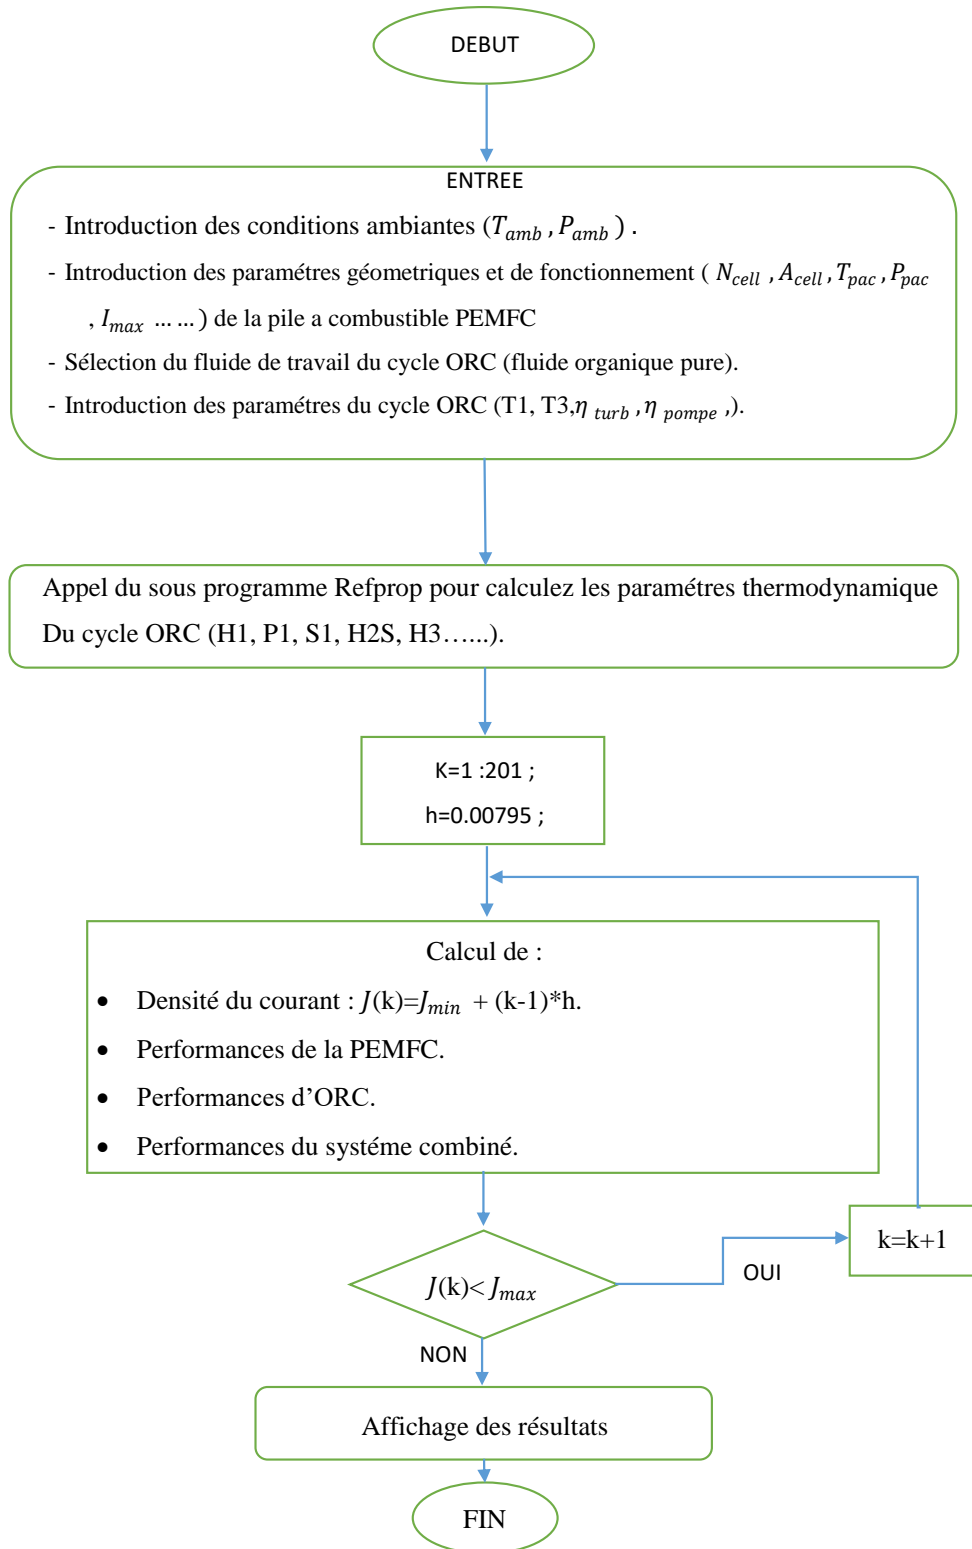 DEBUT
ENTREE
- Introduction des conditions ambiantes (T_amb , P_amb ) .
- Introduction des paramétres géometriques et de fonctionnement ( N_cell , A_cell , T_pac , P_pac
, I_max … … ) de la pile a combustible PEMFC
- Sélection du fluide de travail du cycle ORC (fluide organique pure).
- Introduction des paramétres du cycle ORC (T1, T3,η turb , η pompe ,).
Appel du sous programme Refprop pour calculez les paramétres thermodynamique
Du cycle ORC (H1, P1, S1, H2S, H3…...).
K=1 :201 ;
h=0.00795 ;
Calcul de :
• Densité du courant : J(k)=J_min + (k-1)*h.
• Performances de la PEMFC.
• Performances d’ORC.
• Performances du systéme combiné.
k=k+1
J(k)< J_max
OUI
NON
Affichage des résultats
FIN